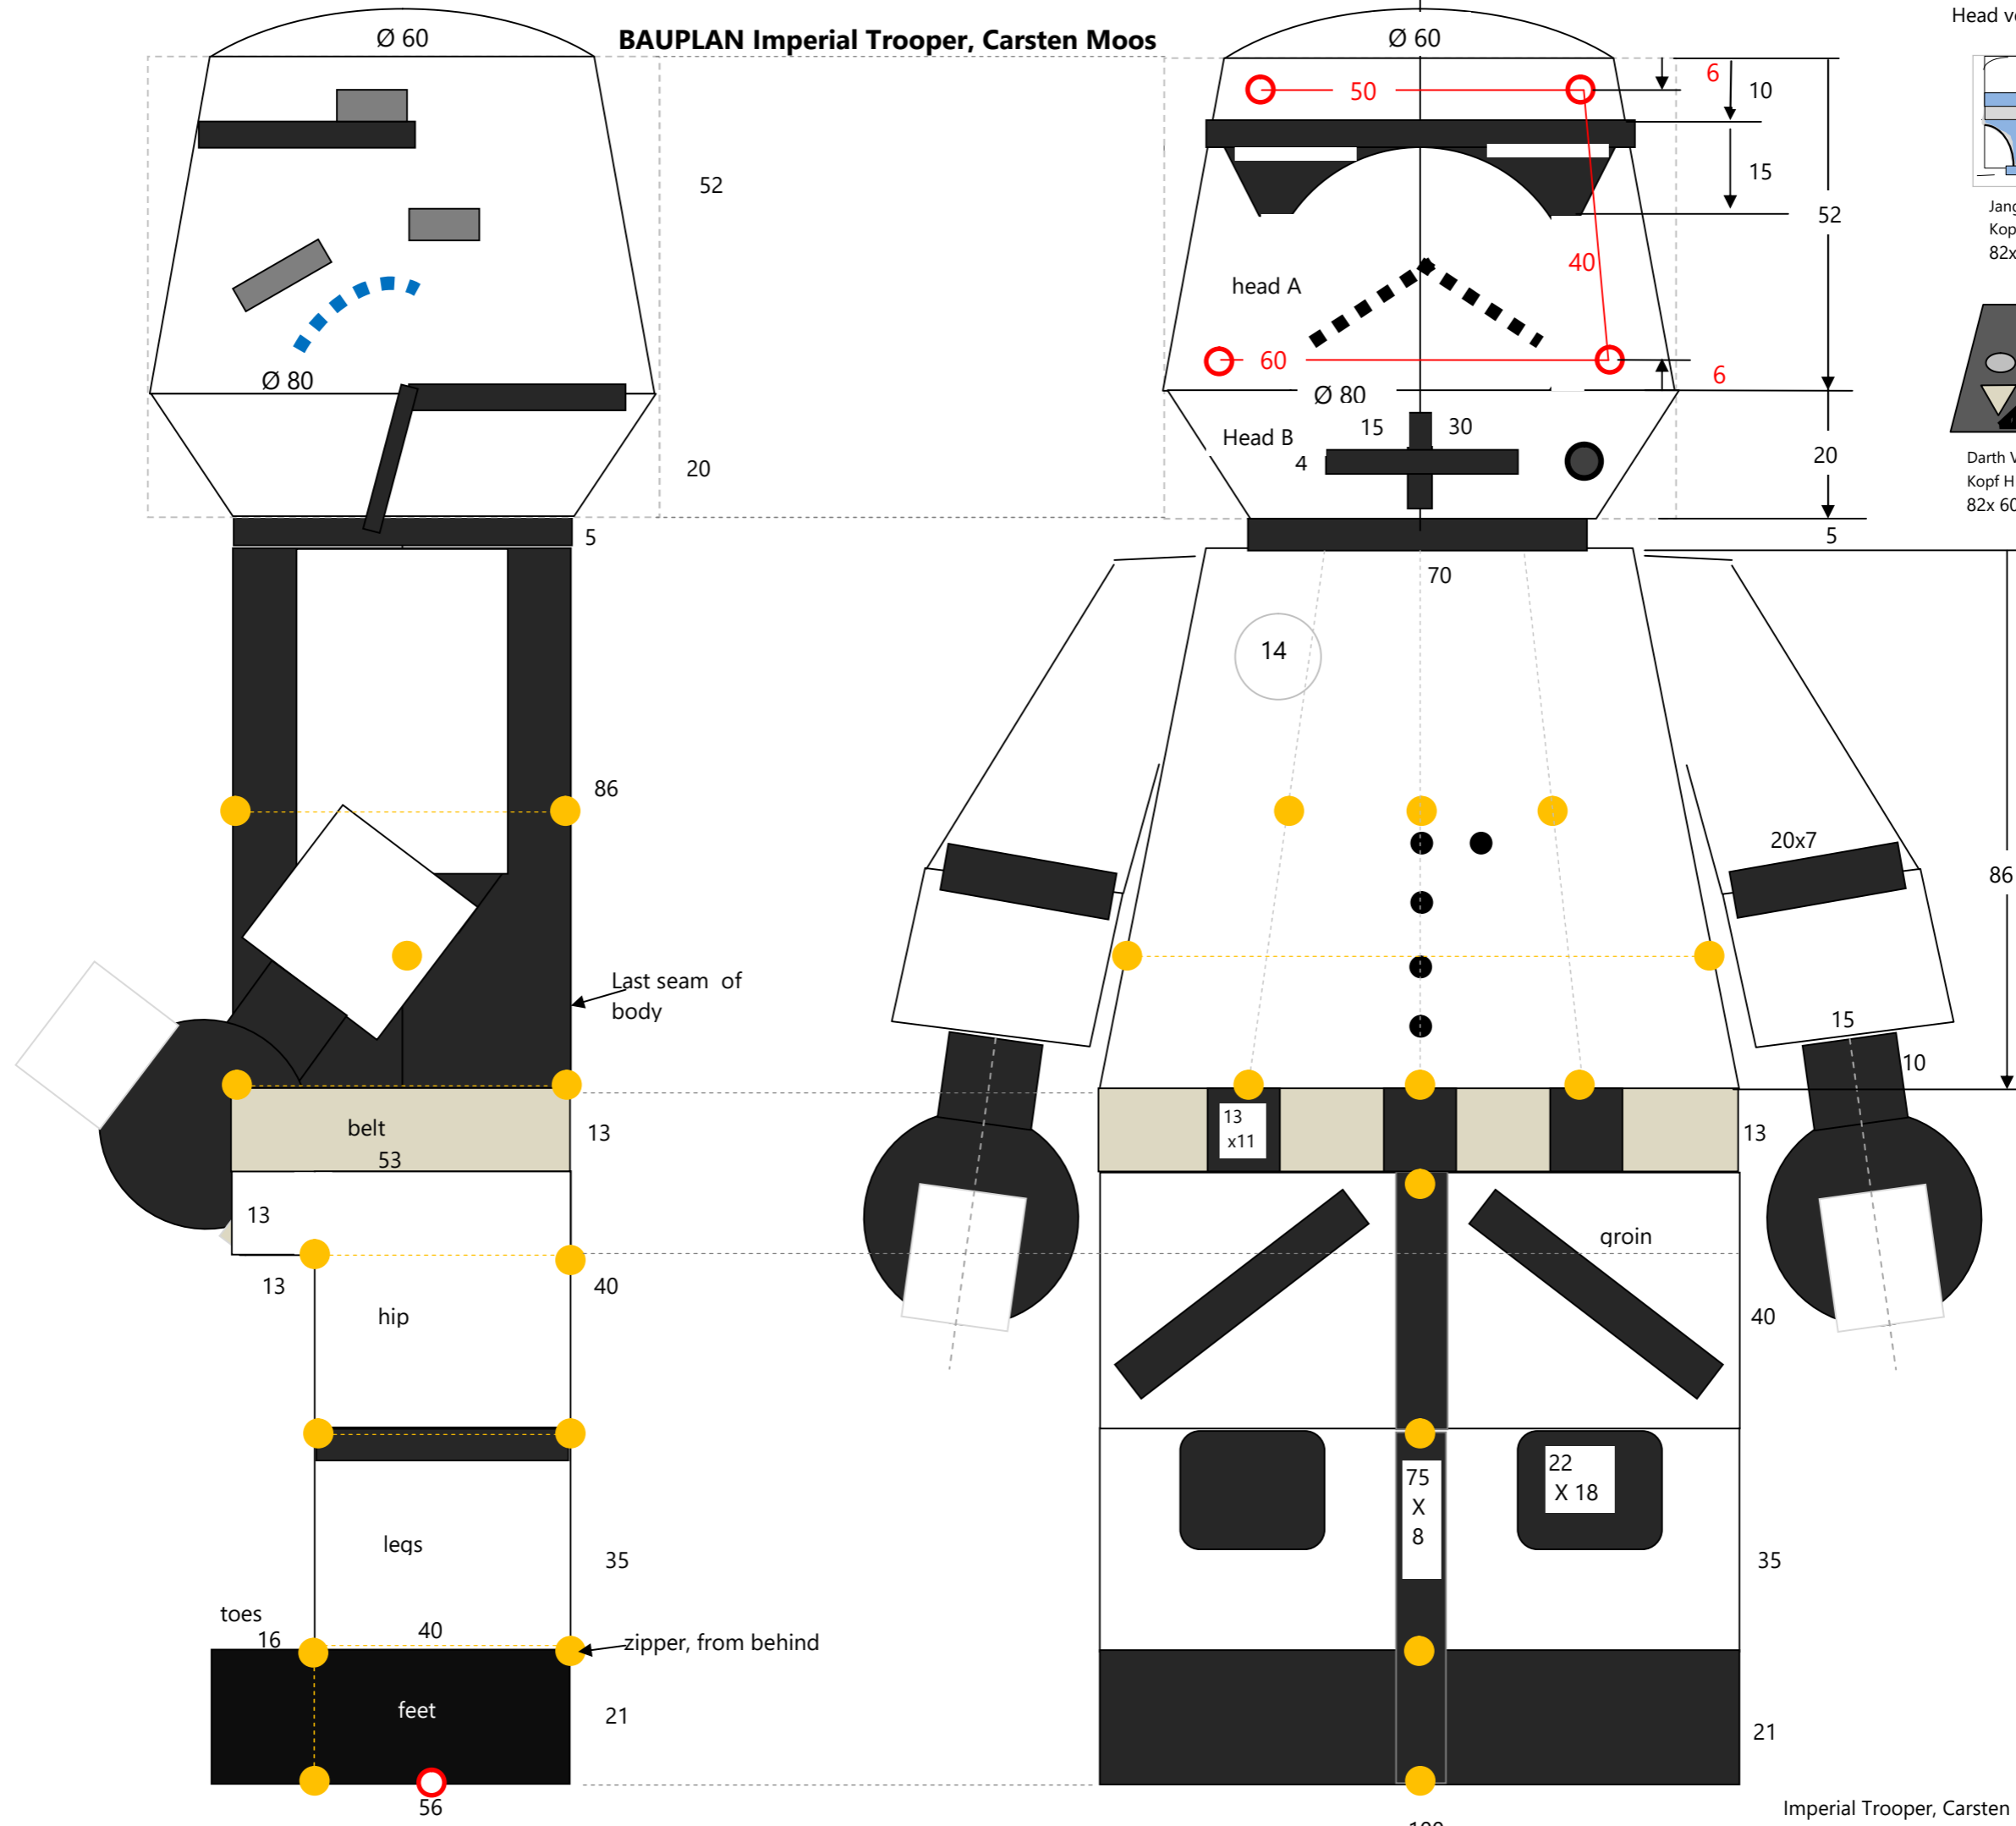 Ø 60
BAUPLAN Imperial Trooper, Carsten Moos
Ø 60
Head
6
10
50
15
52
52
40
head A
Kop
82x
Ø 80
60
6
Ø 80
15
30
Head B
4
20
20
Darth
Kopf H
82x 60
5
5
70
14
86
20x7
86
Last seam of
body
15
10
belt
53
13
13
x11
13
13
groin
13
40
hip
40
75
X
8
22
X 18
legs
35
35
toes
16
40
zipper, from behind
feet
21
21
56
Imperial Trooper, Carsten